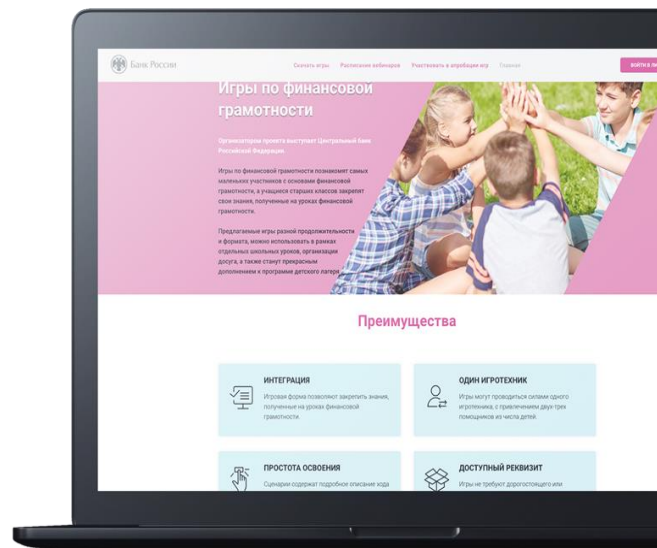 Банк России
Скачать игры Расписание вебинаров Участвовать в апробации игр Главная
ВОЙТИ В
Игры по финансовой
грамотности
Организатором проекта выступает Центральный банк
Российской Федерации
Игры по финансовой грамотности познакомят самых
маленьких участников с основами финансовой
грамотности, а учащиеся старших классов закрепят
свои знания, полученные на уроках финансовой
грамотности.
Предлагаемые игры разной продолжительности
и формата, можно использовать в рамках
отдельных школьных уроков, организации
досуга, а также станут прекрасным
дополнением к программе детского лагеря
Преимущества
ИНТЕГРАЦИЯ
Игровая форма позволяют закрепить знания,
полученные на уроках финансовой
грамотности.
ОДИН ИГРОТЕХНИК
Игры могут проводиться силами одного
игротехника, с привлечением двух-трех
помощников из числа детей.
ПРОСТОТА ОСВОЕНИЯ
Сценарии содержат подробное описание хода
ДОСТУПНЫЙ РЕКВИЗИТ
Игры не требуют дорогостоящего или